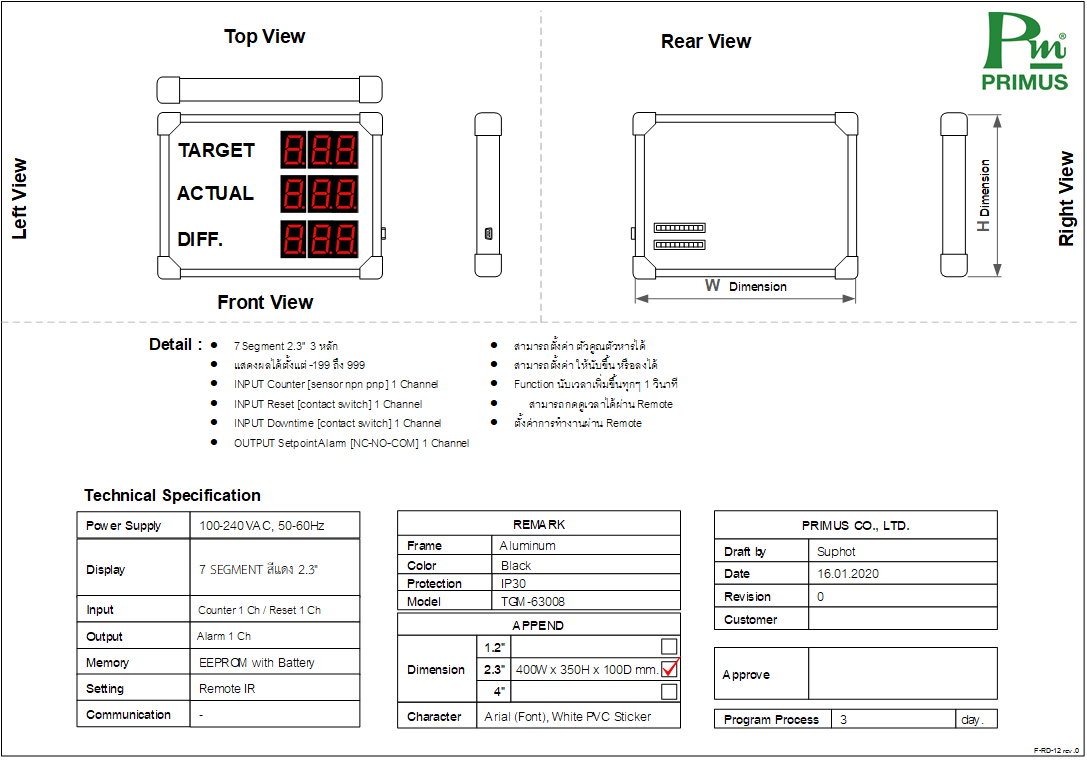 Top View
Rear View
Pm®
PRIMUS
Left View
TARGET 8.8.8.
ACTUAL 8.8.8.
DIFF. 8.8.8.
H Dimension
Right View
W Dimension
Front View
Detail :
● 7 Segment 2.3" 3 หลัก
● แสดงผลได้ตั้งแต่ -199 ถึง 999
● INPUT Counter [sensor npn pnp] 1 Channel
● INPUT Reset [contact switch] 1 Channel
● INPUT Downtime [contact switch] 1 Channel
● OUTPUT SetpointAlarm [NC-NO-COM] 1 Channel
● สามารถตั้งค่า ตัวคูณตัวหารได้
● สามารถตั้งค่า ให้นับขึ้น หรือลงได้
● Function นับเวลาเพิ่มขึ้นทุกๆ 1 วินาที
● สามารถกดดูเวลาได้ผ่าน Remote
● ตั้งค่าการทำงานผ่าน Remote
Technical Specification
Power Supply 100-240 VAC, 50-60Hz
Display 7 SEGMENT สีแดง 2.3"
Input Counter 1 Ch / Reset 1 Ch
Output Alarm 1 Ch
Memory EEPROM with Battery
Setting Remote IR
Communication -
REMARK
Frame Aluminum
Color Black
Protection IP30
Model TGM-63008
APPEND
Dimension
1.2"
2.3" 400W x 350H x 100D mm.
4"
Character Arial (Font), White PVC Sticker
PRIMUS CO., LTD.
Draft by Suphot
Date 16.01.2020
Revision 0
Customer
Approve
Program Process 3 day.
F-RD-12 rev.0